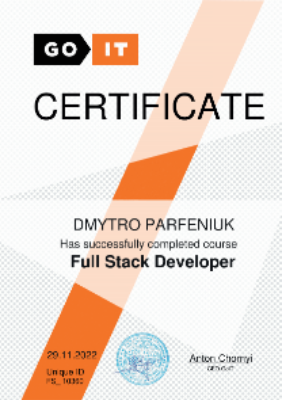 GO IT
CERTIFICATE
DMYTRO PARFENIUK
Has successfully completed course
Full Stack Developer
29.11.2022
Anton Chornyi
Unique ID